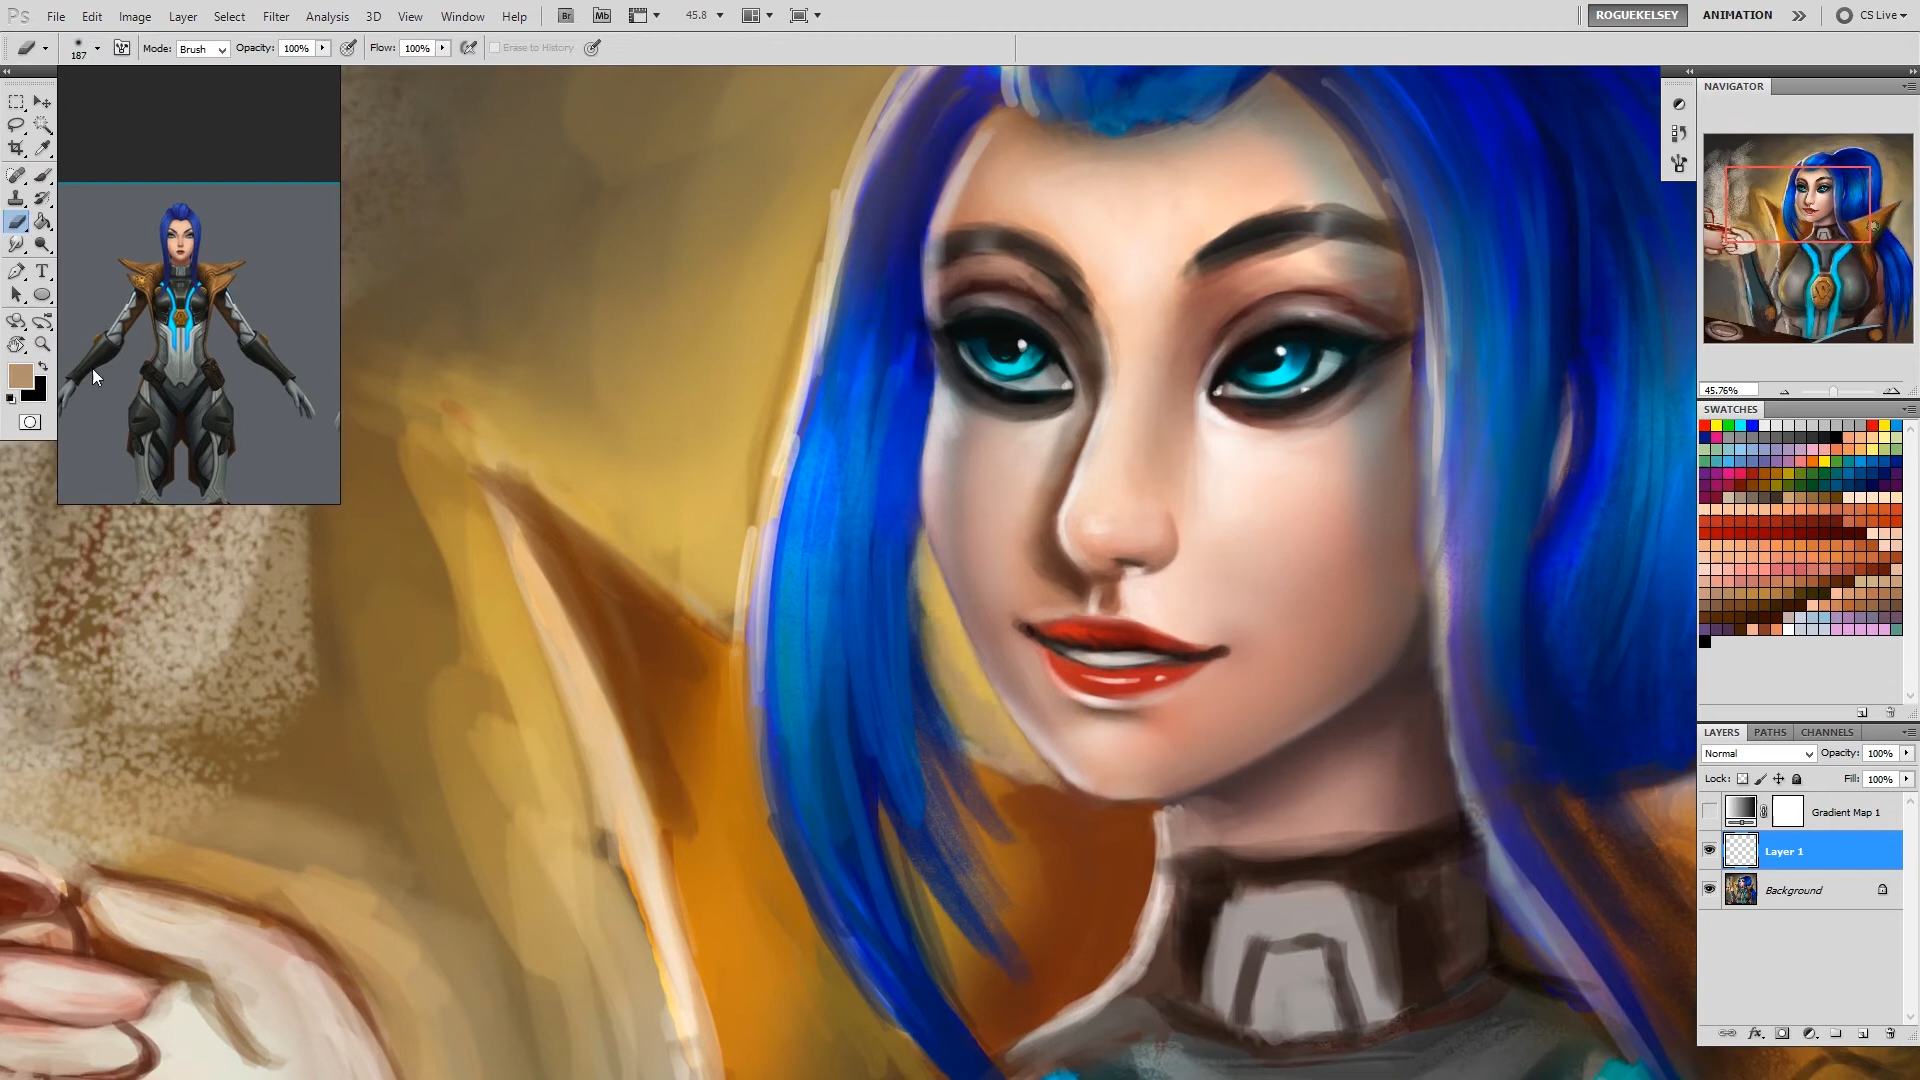 Ps File Edit Image Layer Select Filter Analysis 3D View Window Help Br Mb 45.8 ROGUEKELSEY ANIMATION CS Live
187 Mode: Brush Opacity: 100% Flow: 100% Erase to History
NAVIGATOR
45.76%
SWATCHES
LAYERS PATHS CHANNELS
Normal Opacity: 100%
Lock: Fill: 100%
Gradient Map 1
Layer 1
Background